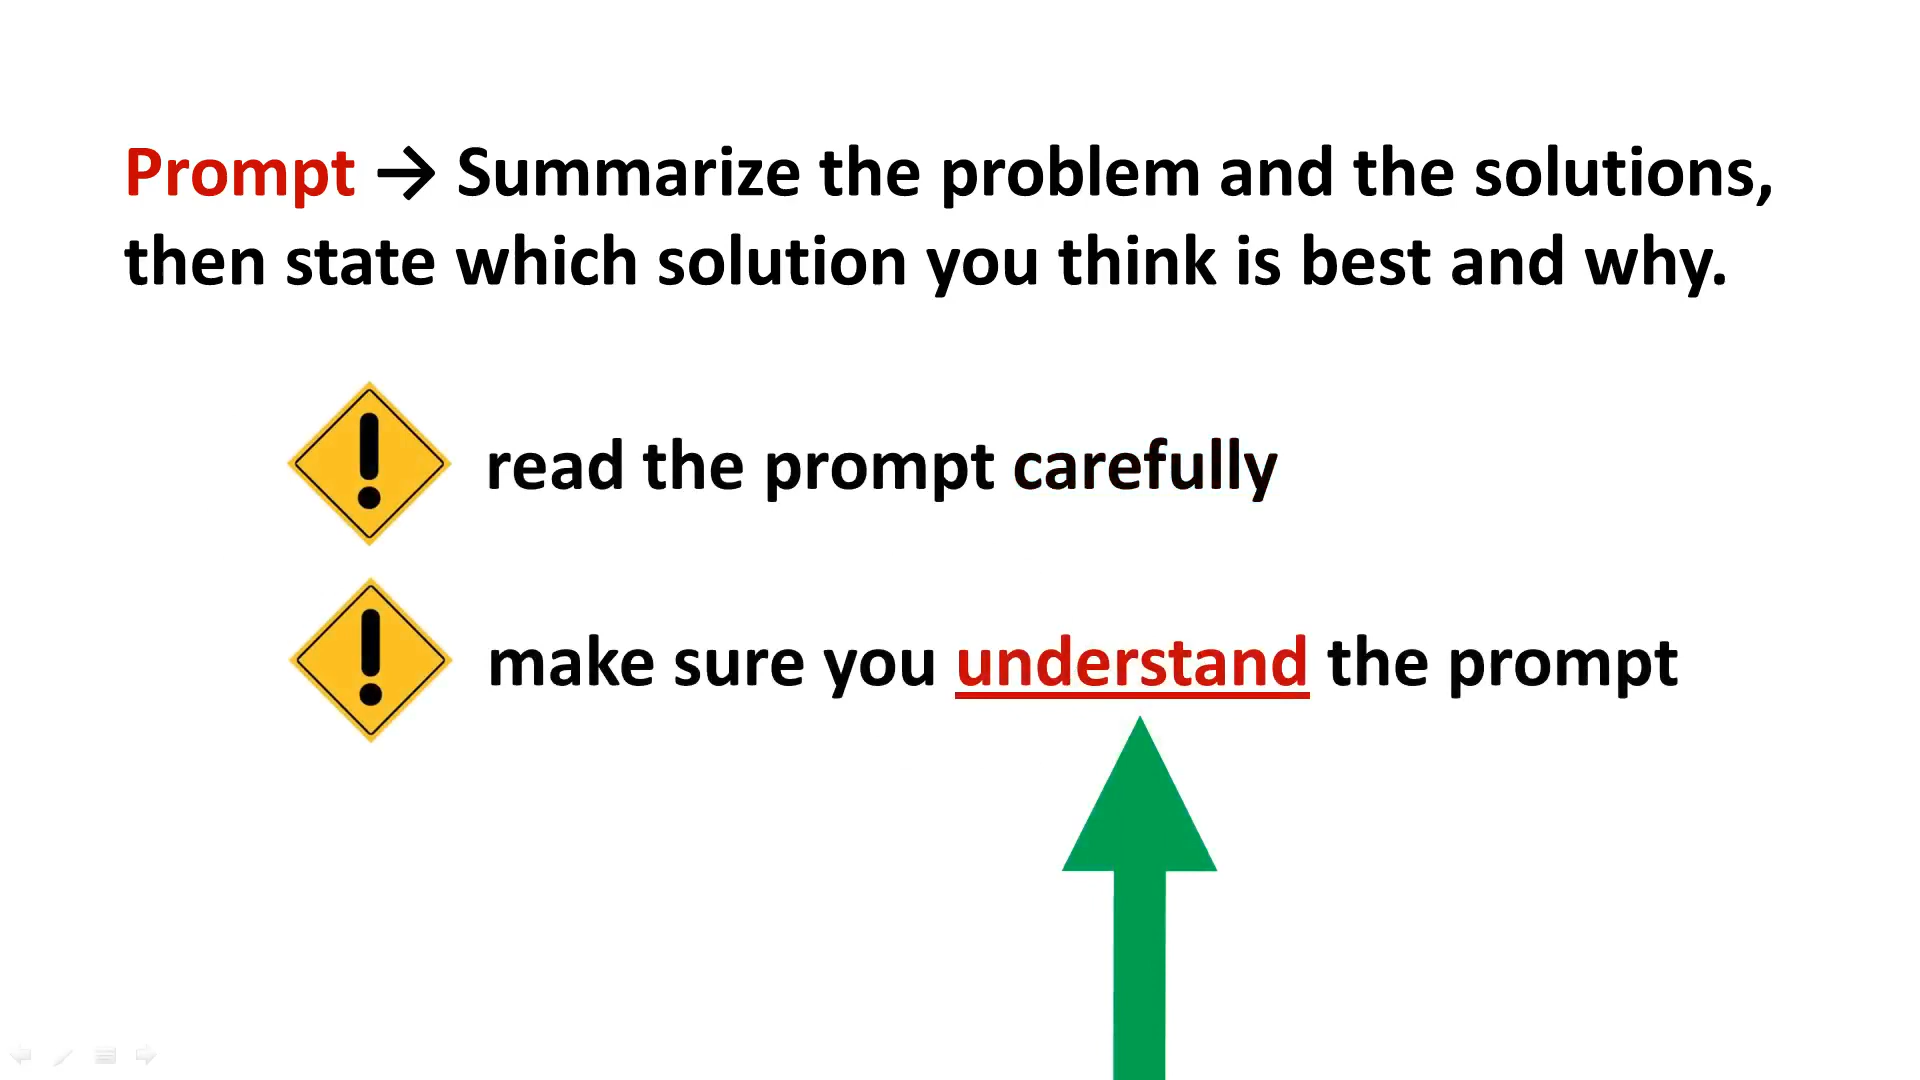 Prompt → Summarize the problem and the solutions,
then state which solution you think is best and why.
read the prompt carefully
make sure you understand the prompt